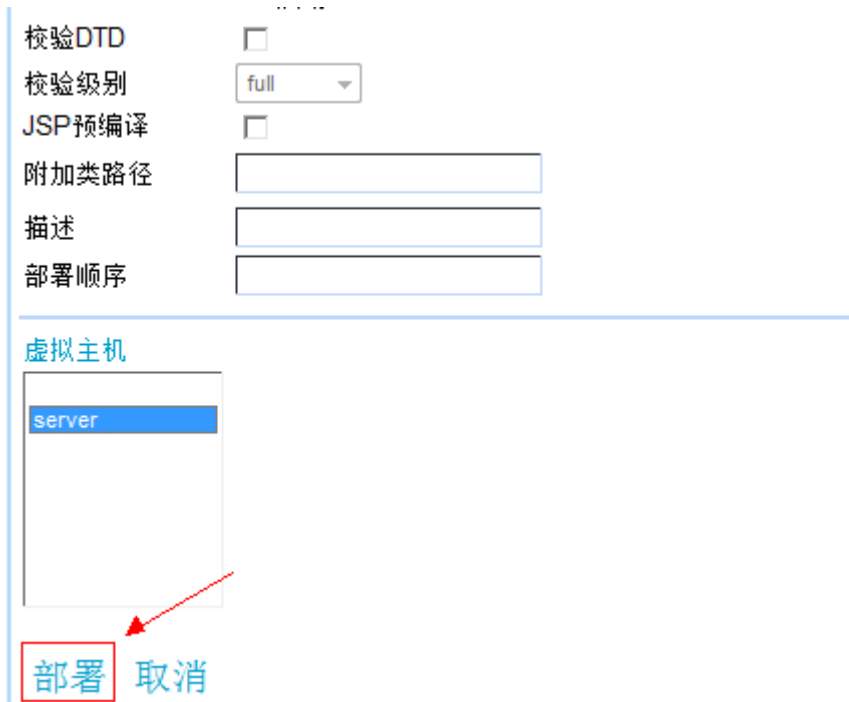 校验DTD
校验级别 full
JSP预编译
附加类路径
描述
部署顺序
虚拟主机
server
部署 取消